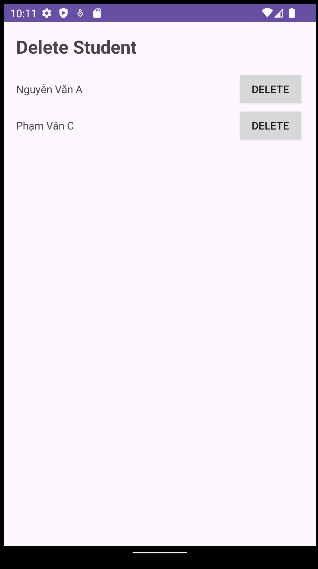 10:11
Delete Student
Nguyễn Văn A DELETE
Phạm Văn C DELETE